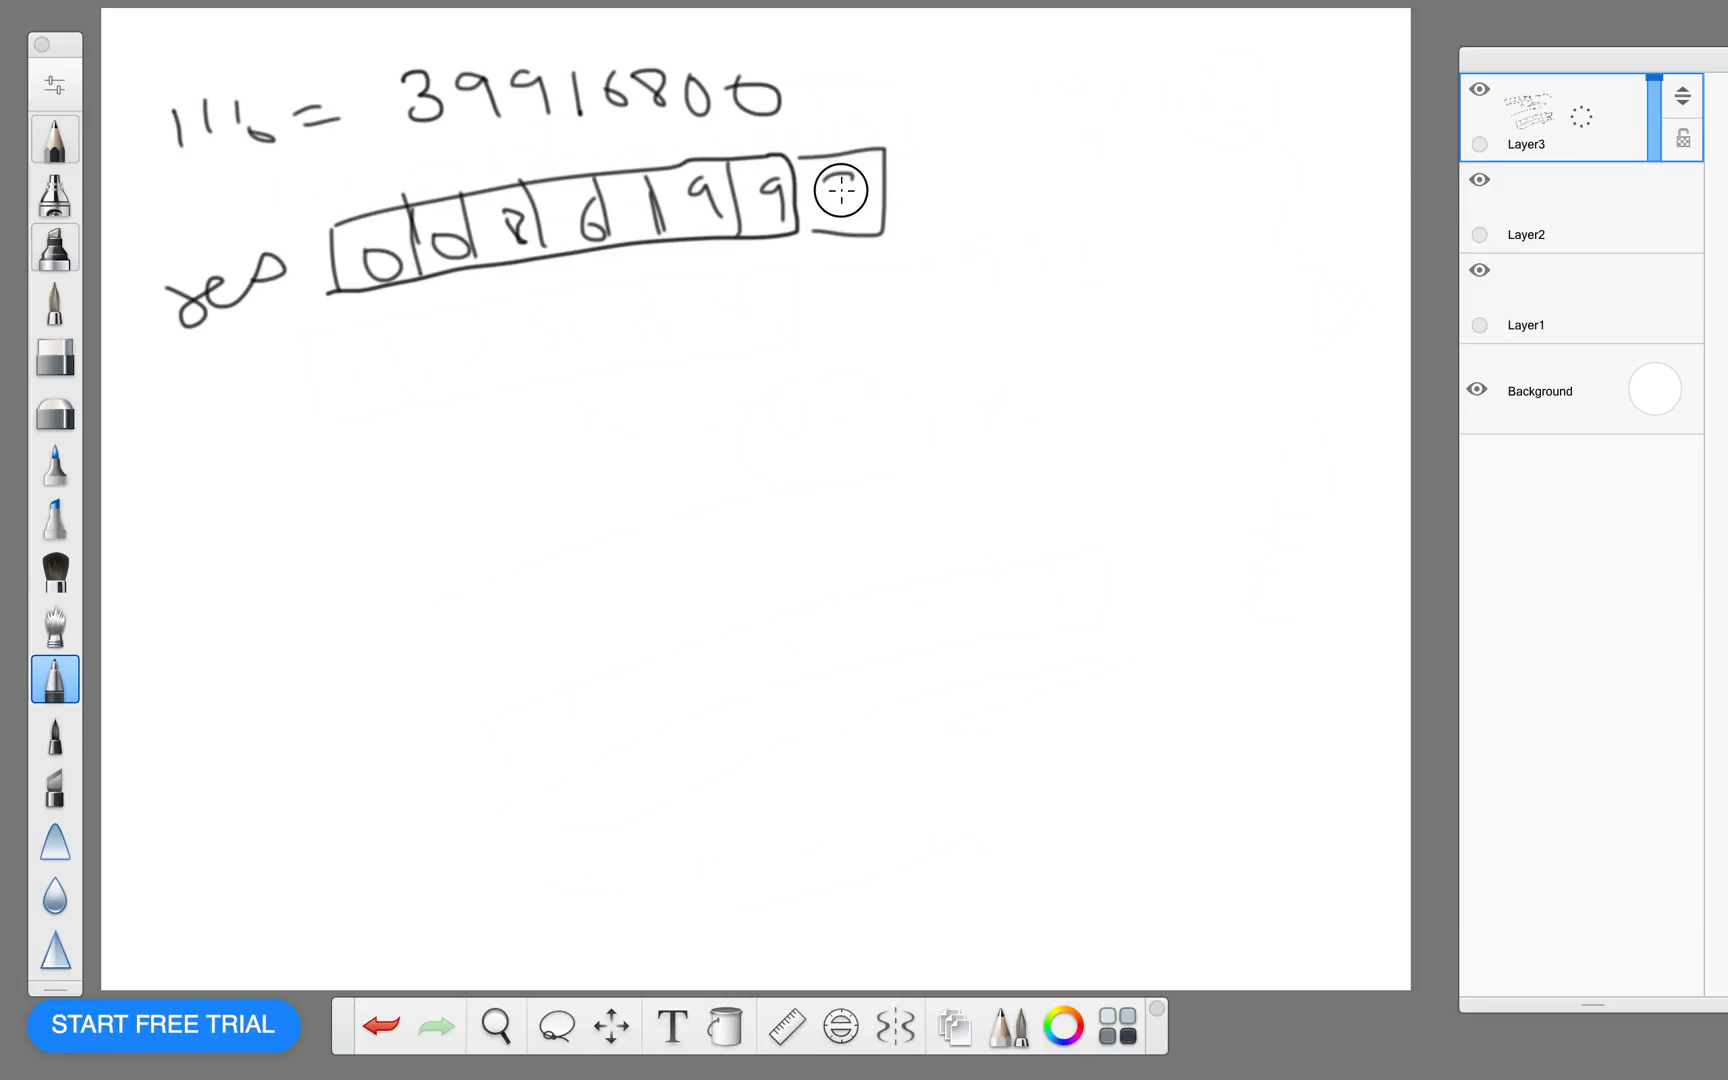 11! = 39916800
res 0 0 8 6 1 9 9
Layer3
Layer2
Layer1
Background
START FREE TRIAL
T